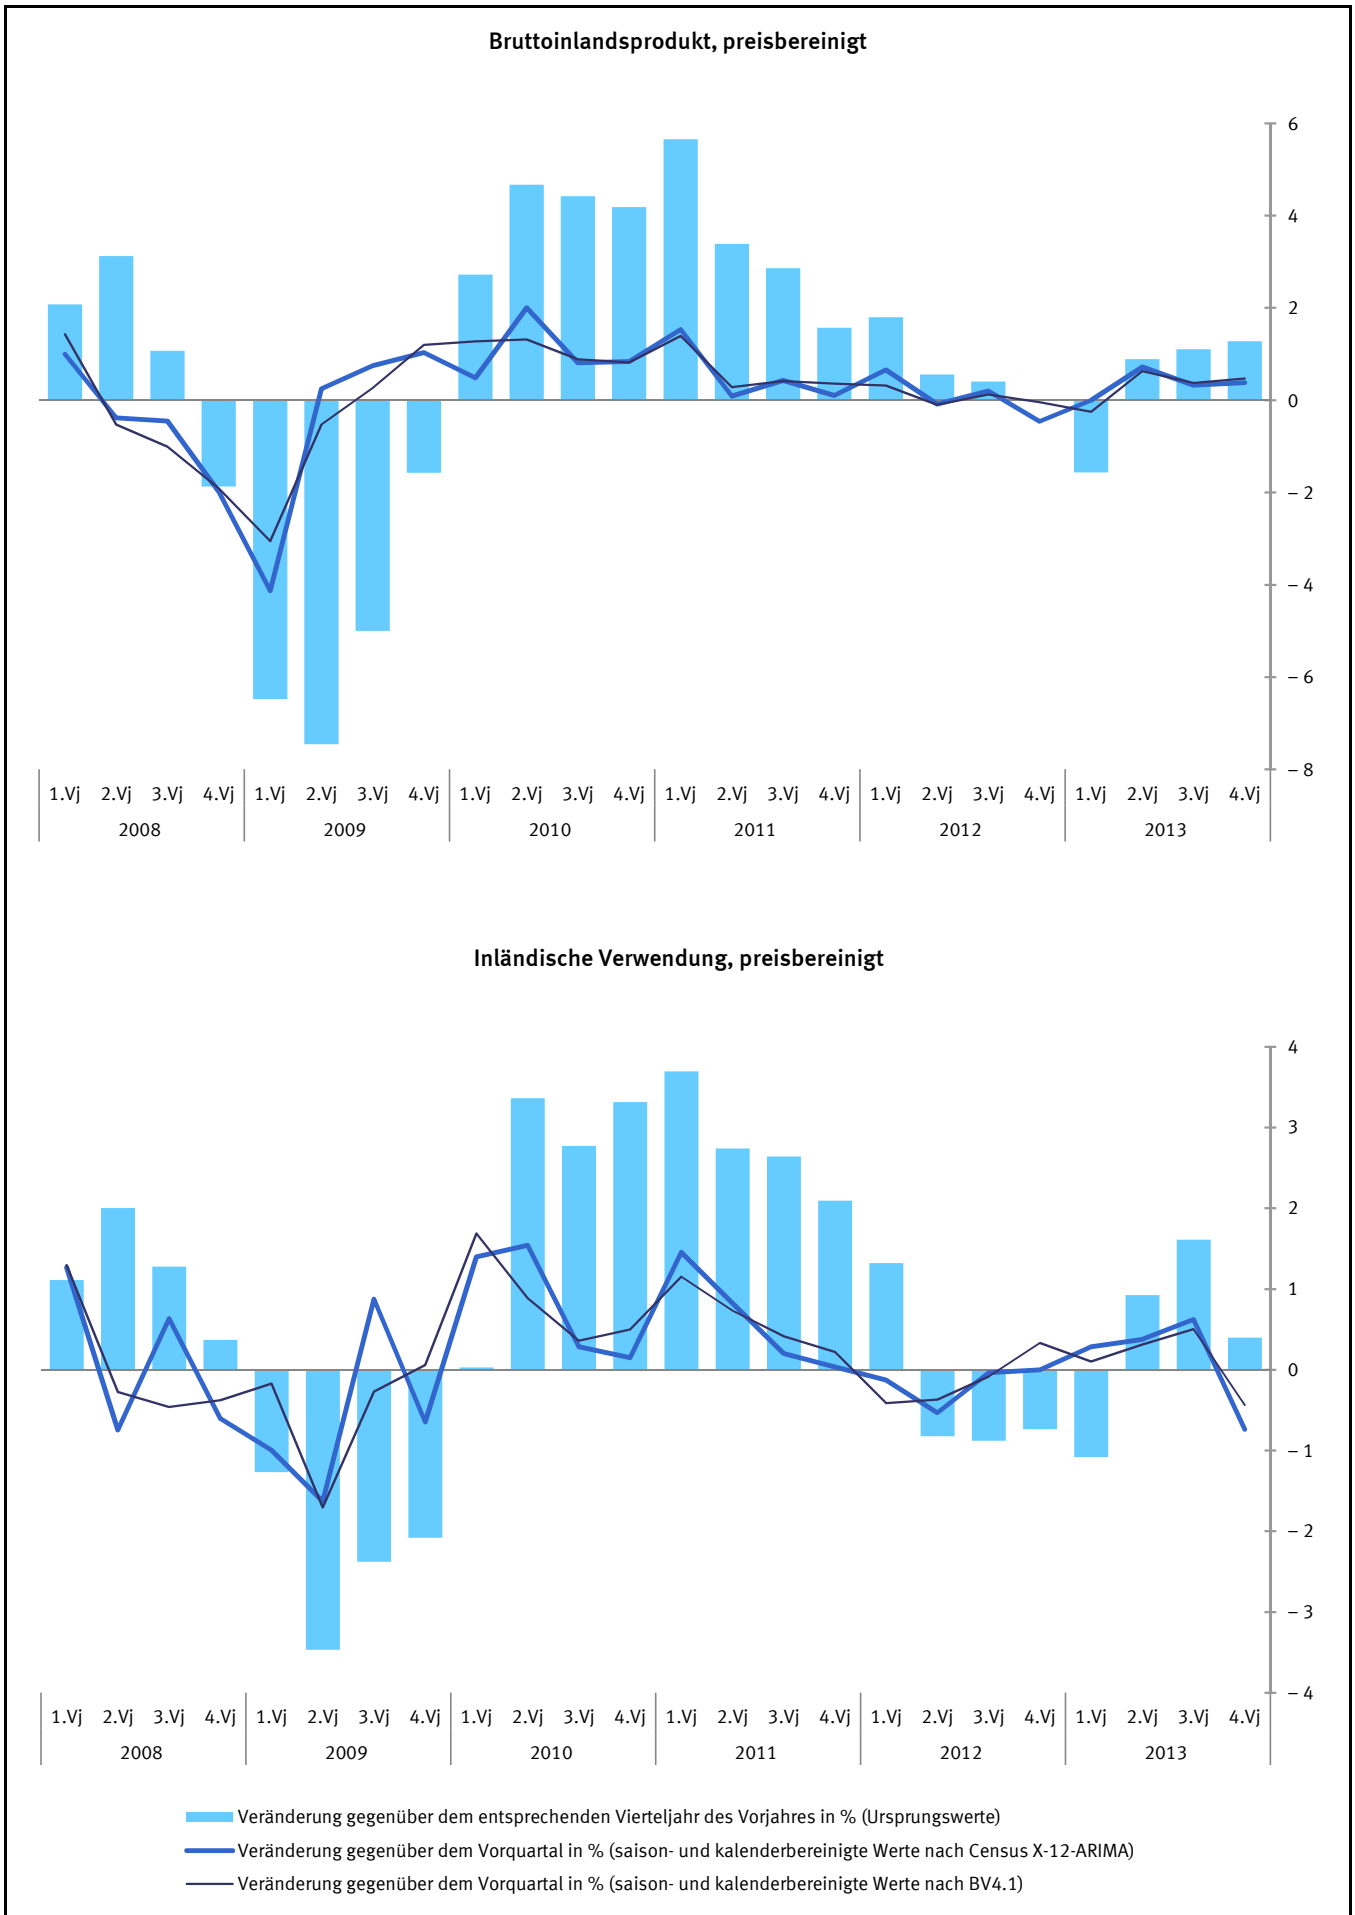 Bruttoinlandsprodukt, preisbereinigt
6
4
2
0
– 2
– 4
– 6
– 8
1.Vj 2.Vj 3.Vj 4.Vj 1.Vj 2.Vj 3.Vj 4.Vj 1.Vj 2.Vj 3.Vj 4.Vj 1.Vj 2.Vj 3.Vj 4.Vj 1.Vj 2.Vj 3.Vj 4.Vj 1.Vj 2.Vj 3.Vj 4.Vj
2008 2009 2010 2011 2012 2013
Inländische Verwendung, preisbereinigt
4
3
2
1
0
– 1
– 2
– 3
– 4
1.Vj 2.Vj 3.Vj 4.Vj 1.Vj 2.Vj 3.Vj 4.Vj 1.Vj 2.Vj 3.Vj 4.Vj 1.Vj 2.Vj 3.Vj 4.Vj 1.Vj 2.Vj 3.Vj 4.Vj 1.Vj 2.Vj 3.Vj 4.Vj
2008 2009 2010 2011 2012 2013
Veränderung gegenüber dem entsprechenden Vierteljahr des Vorjahres in % (Ursprungswerte)
Veränderung gegenüber dem Vorquartal in % (saison- und kalenderbereinigte Werte nach Census X-12-ARIMA)
Veränderung gegenüber dem Vorquartal in % (saison- und kalenderbereinigte Werte nach BV4.1)